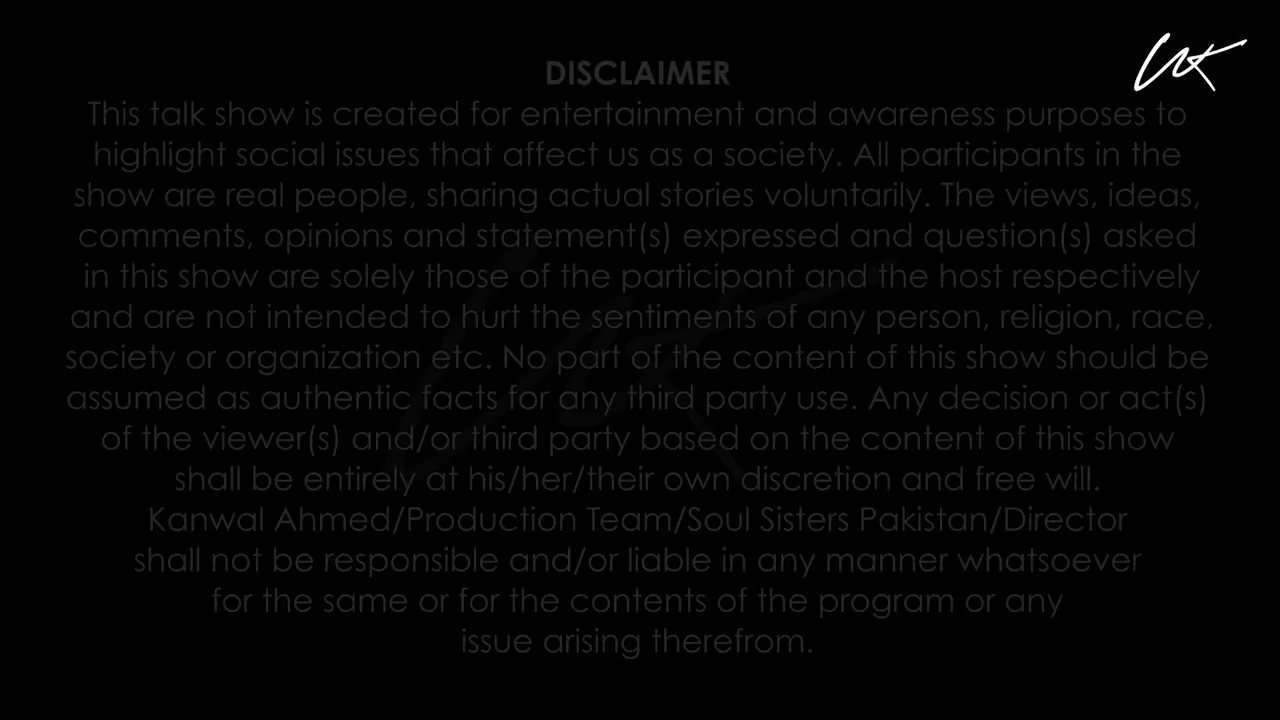 DISCLAIMER
This talk show is created for entertainment and awareness purposes to
highlight social issues that affect us as a society. All participants in the
show are real people, sharing actual stories voluntarily. The views, ideas,
comments, opinions and statement(s) expressed and question(s) asked
in this show are solely those of the participant and the host respectively
and are not intended to hurt the sentiments of any person, religion, race,
society or organization etc. No part of the content of this show should be
assumed as authentic facts for any third party use. Any decision or act(s)
of the viewer(s) and/or third party based on the content of this show
shall be entirely at his/her/their own discretion and free will.
Kanwal Ahmed/Production Team/Soul Sisters Pakistan/Director
shall not be responsible and/or liable in any manner whatsoever
for the same or for the contents of the program or any
issue arising therefrom.